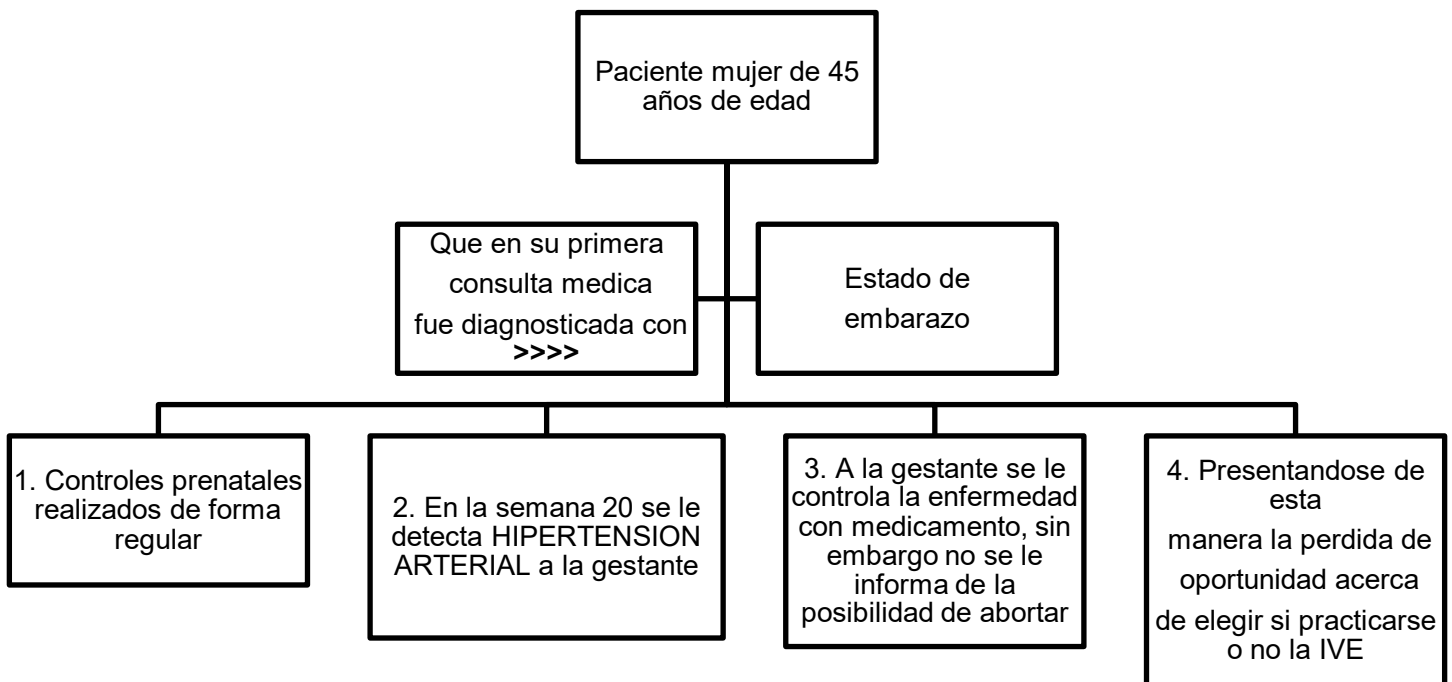 Paciente mujer de 45
años de edad
Que en su primera
consulta medica
fue diagnosticada con
>>>>
Estado de
embarazo
1. Controles prenatales
realizados de forma
regular
2. En la semana 20 se le
detecta HIPERTENSION
ARTERIAL a la gestante
3. A la gestante se le
controla la enfermedad
con medicamento, sin
embargo no se le
informa de la
posibilidad de abortar
4. Presentandose de
esta
manera la perdida de
oportunidad acerca
de elegir si practicarse
o no la IVE